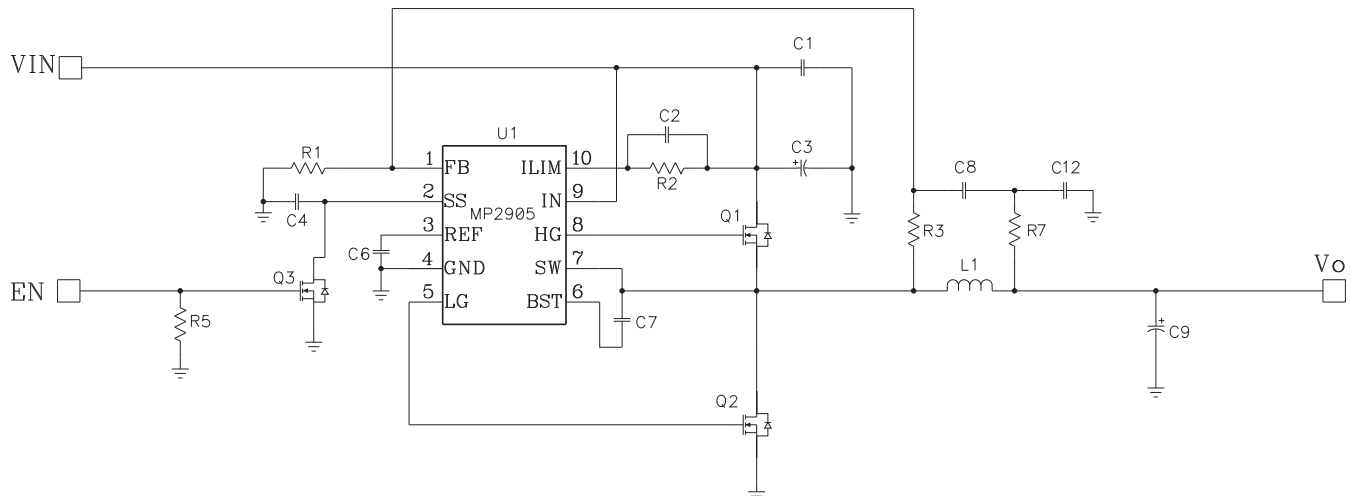 VIN
C1
C2
U1
R1
1
FB
ILIM
10
C3
R2
C8
C12
2
SS
IN
9
C4
MP2905
Q1
3
REF
HG
8
R3
R7
C6
4
GND
SW
7
Q3
L1
Vo
EN
5
LG
BST
6
R5
C7
C9
Q2